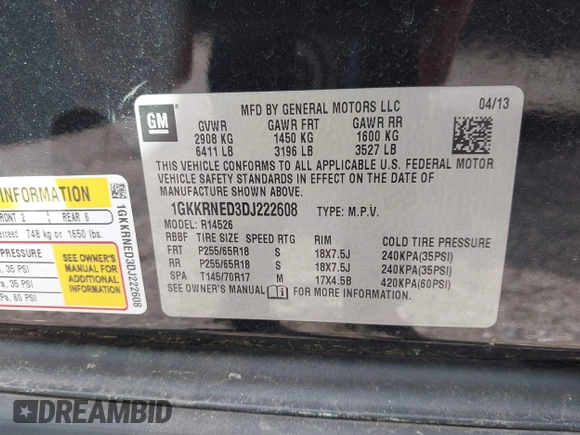 MFD BY GENERAL MOTORS LLC
04/13
GM
GVWR GAWR FRT GAWR RR
2908 KG 1450 KG 1600 KG
6411 LB 3196 LB 3527 LB
THIS VEHICLE CONFORMS TO ALL APPLICABLE U.S. FEDERAL MOTOR
VEHICLE SAFETY STANDARDS IN EFFECT ON THE DATE OF
MANUFACTURE SHOWN ABOVE.
1GKKRNED3DJ222608 TYPE: M.P.V.
MODEL: R14526
RBBF TIRE SIZE SPEED RTG RIM COLD TIRE PRESSURE
FRT P255/65R18 S 18X7.5J 240KPA(35PSI)
RR P255/65R18 S 18X7.5J 240KPA(35PSI)
SPA T145/70R17 M 17X4.5B 420KPA(60PSI)
SEE OWNER'S MANUAL FOR MORE INFORMATION.
INFORMATION
FRONT 2 REAR 6
exceed 748 kg or 1650 lbs.
PRESSURE
, 35 PSI
a, 35 PSI
Pa, 60 PSI
SEE OWNER'S
MANUAL FOR
ADDITIONAL
INFORMATION
1GKKRNED3DJ222608
DREAMBID